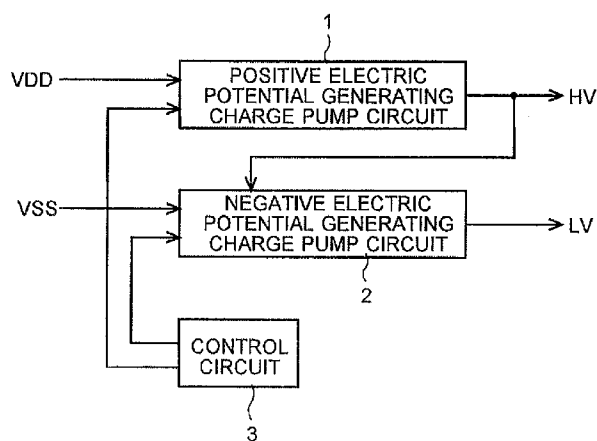 1
VDD
POSITIVE ELECTRIC
POTENTIAL GENERATING
CHARGE PUMP CIRCUIT
HV
VSS
NEGATIVE ELECTRIC
POTENTIAL GENERATING
CHARGE PUMP CIRCUIT
LV
2
CONTROL
CIRCUIT
3